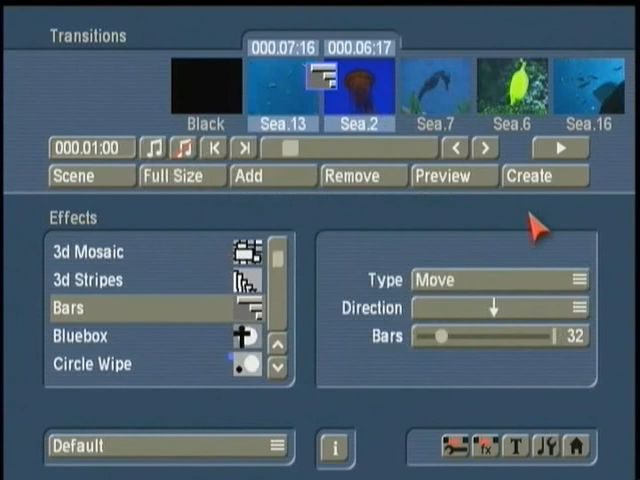 Transitions
000.07:16 000.06:17
Black Sea.13 Sea.2 Sea.7 Sea.6 Sea.16
000.01:00
Scene Full Size Add Remove Preview Create
Effects
3d Mosaic
3d Stripes
Bars
Bluebox
Circle Wipe
Type Move
Direction
Bars 32
Default
i
fx T